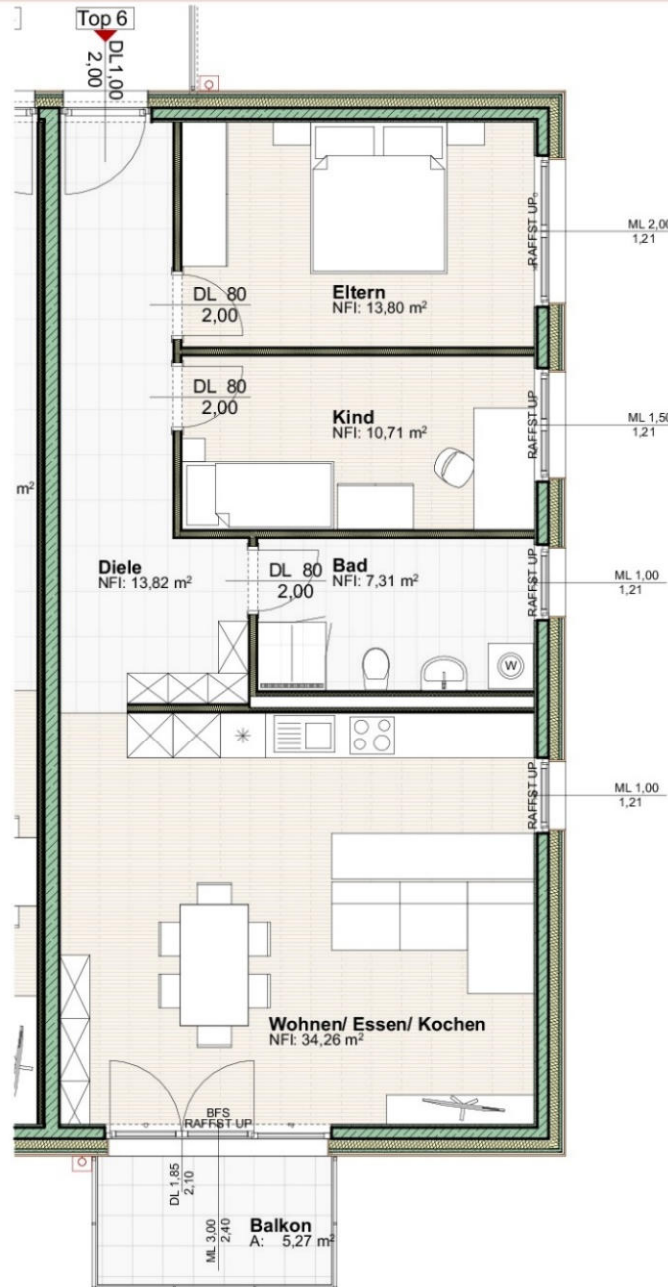 Top 6
DL 1,00
2,00
RAFFST UP
ML 2,00
1,21
DL 80
2,00
Eltern
NFl: 13,80 m²
DL 80
2,00
Kind
NFl: 10,71 m²
RAFFST UP
ML 1,50
1,21
m²
Diele
NFl: 13,82 m²
DL 80
2,00
Bad
NFl: 7,31 m²
RAFFST UP
ML 1,00
1,21
W
RAFFST UP
ML 1,00
1,21
Wohnen/ Essen/ Kochen
NFl: 34,26 m²
BFS
RAFFST UP
DL 1,85
2,10
ML 3,00
2,40
Balkon
A: 5,27 m²